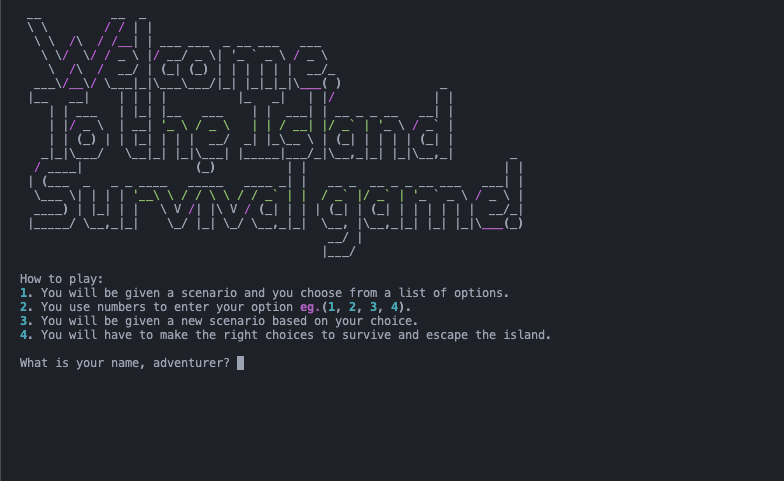 Welcome,
To the Island
Survival game!
How to play:
1. You will be given a scenario and you choose from a list of options.
2. You use numbers to enter your option eg.(1, 2, 3, 4).
3. You will be given a new scenario based on your choice.
4. You will have to make the right choices to survive and escape the island.
What is your name, adventurer?